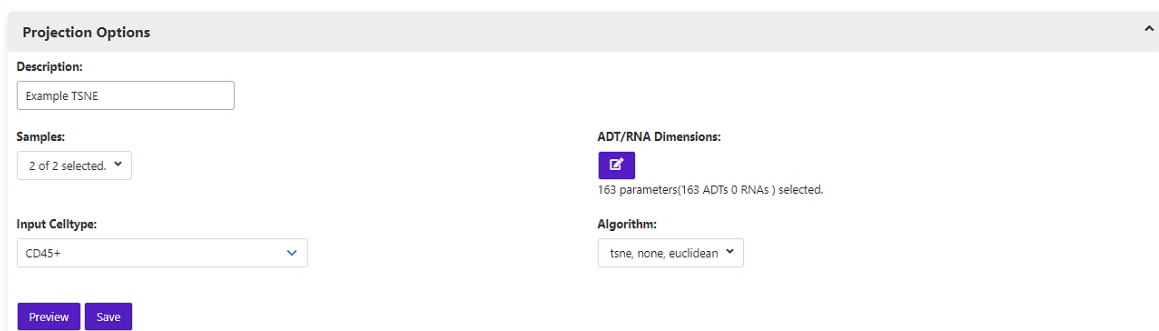 Projection Options
Description:
Example TSNE
Samples:
2 of 2 selected.
ADT/RNA Dimensions:
163 parameters(163 ADTs 0 RNAs ) selected.
Input Celltype:
CD45+
Algorithm:
tsne, none, euclidean
Preview Save